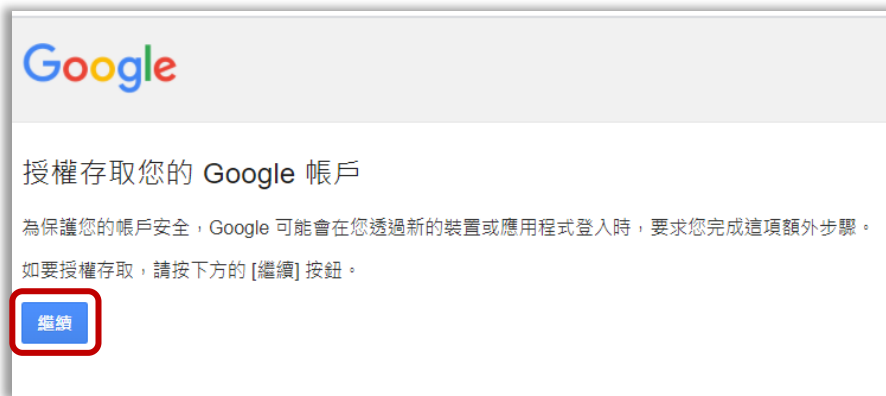 Google
授權存取您的 Google 帳戶
為保護您的帳戶安全，Google 可能會在您透過新的裝置或應用程式登入時，要求您完成這項額外步驟。
如要授權存取，請按下方的 [繼續] 按鈕。
繼續